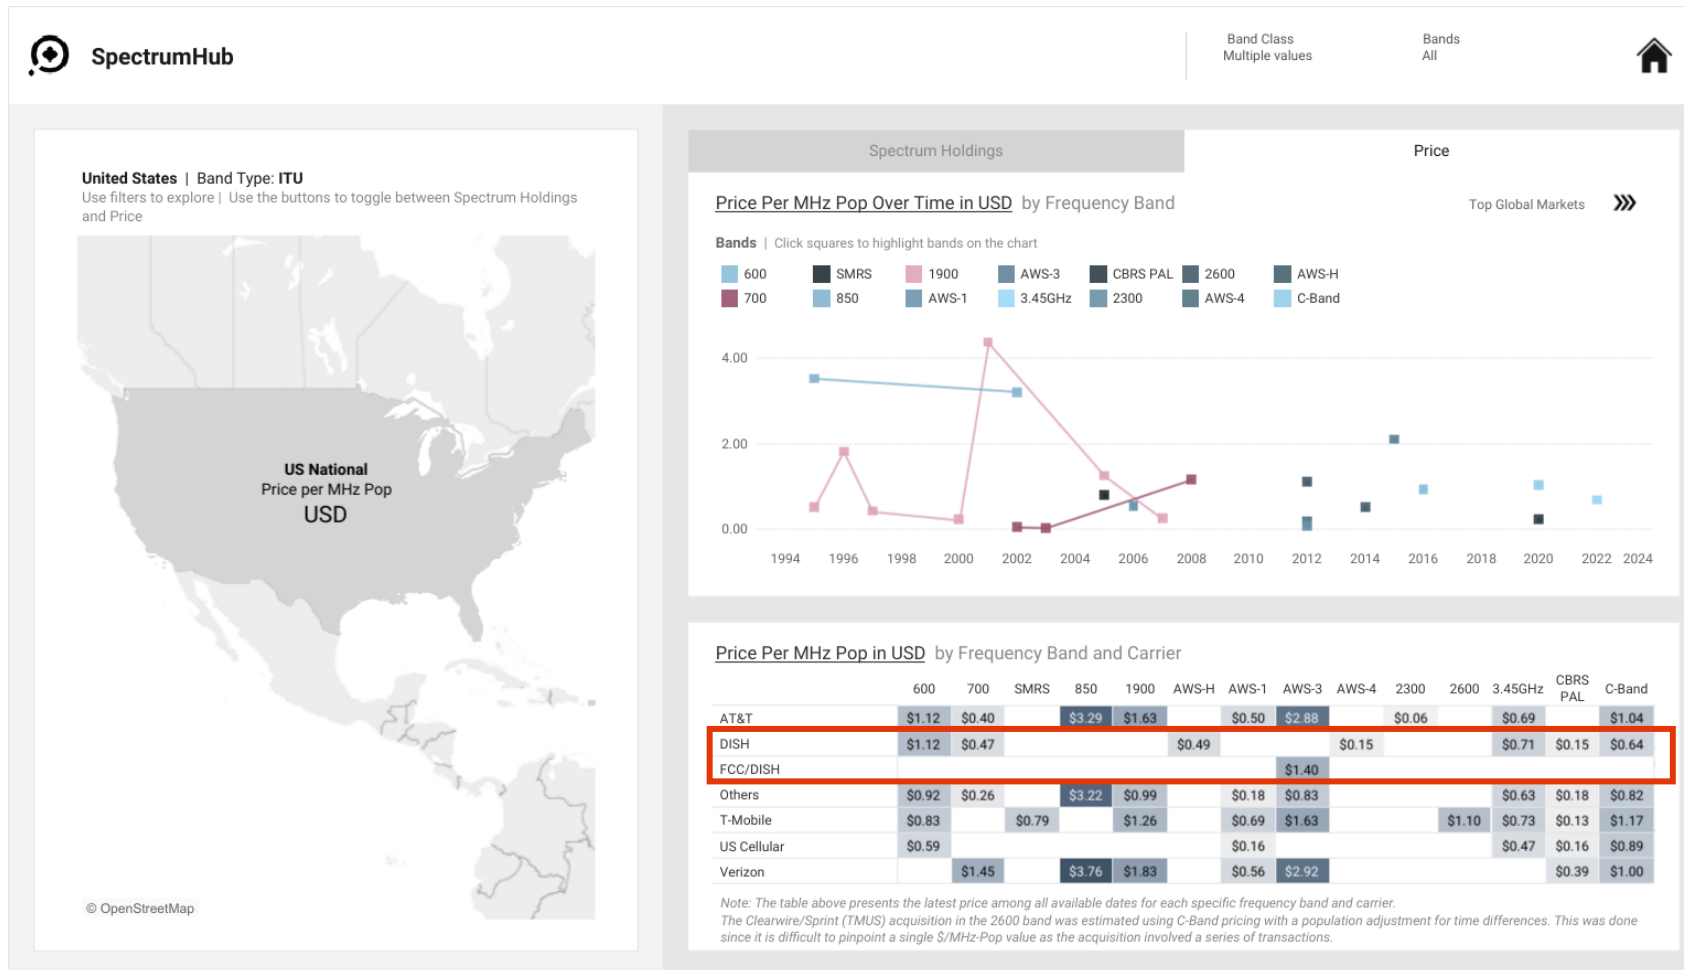 SpectrumHub
Band Class
Multiple values
Bands
All
United States | Band Type: ITU
Use filters to explore | Use the buttons to toggle between Spectrum Holdings
and Price
US National
Price per MHz Pop
USD
© OpenStreetMap
Spectrum Holdings
Price
Price Per MHz Pop Over Time in USD by Frequency Band
Top Global Markets
Bands | Click squares to highlight bands on the chart
600 SMRS 1900 AWS-3 CBRS PAL 2600 AWS-H
700 850 AWS-1 3.45GHz 2300 AWS-4 C-Band
4.00
2.00
0.00
1994 1996 1998 2000 2002 2004 2006 2008 2010 2012 2014 2016 2018 2020 2022 2024
Price Per MHz Pop in USD by Frequency Band and Carrier
600 700 SMRS 850 1900 AWS-H AWS-1 AWS-3 AWS-4 2300 2600 3.45GHz CBRS PAL C-Band
AT&T $1.12 $0.40 $3.29 $1.63 $0.50 $2.88 $0.06 $0.69 $1.04
DISH $1.12 $0.47 $0.49 $0.15 $0.71 $0.15 $0.64
FCC/DISH $1.40
Others $0.92 $0.26 $3.22 $0.99 $0.18 $0.83 $0.63 $0.18 $0.82
T-Mobile $0.83 $0.79 $1.26 $0.69 $1.63 $1.10 $0.73 $0.13 $1.17
US Cellular $0.59 $0.16 $0.47 $0.16 $0.89
Verizon $1.45 $3.76 $1.83 $0.56 $2.92 $0.39 $1.00
Note: The table above presents the latest price among all available dates for each specific frequency band and carrier.
The Clearwire/Sprint (TMUS) acquisition in the 2600 band was estimated using C-Band pricing with a population adjustment for time differences. This was done
since it is difficult to pinpoint a single $/MHz-Pop value as the acquisition involved a series of transactions.